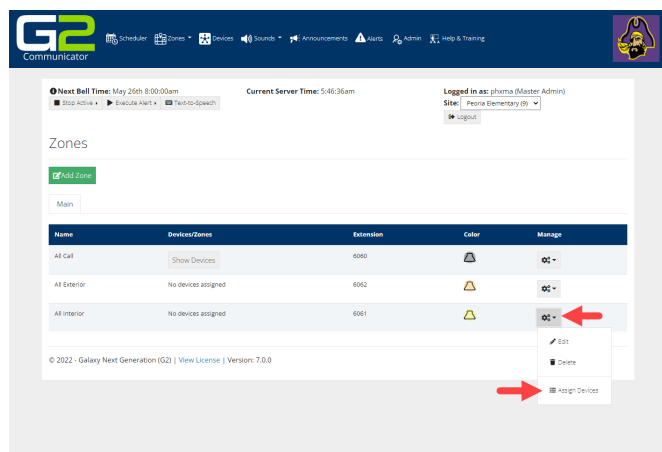 G2
Communicator
Scheduler Zones Devices Sounds Announcements Alerts Admin Help & Training
Next Bell Time: May 26th 8:00:00am Current Server Time: 5:46:36am Logged in as: phxma (Master Admin)
Stop Active Execute Alert Text-to-Speech Site: Peoria Elementary (9)
Logout
Zones
Add Zone
Main
Name Devices/Zones Extension Color Manage
All Call Show Devices 6060
All Exterior No devices assigned 6062
All Interior No devices assigned 6061
Edit
Delete
Assign Devices
© 2022 - Galaxy Next Generation (G2) | View License | Version: 7.0.0